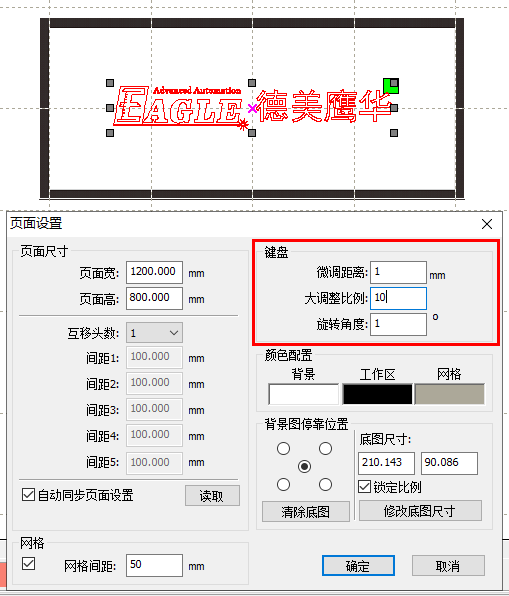 Advanced Automation
EAGLE 德美鹰华
页面设置
页面尺寸
页面宽: 1200.000 mm
页面高: 800.000 mm
互移头数: 1
间距1: 100.000 mm
间距2: 100.000 mm
间距3: 100.000 mm
间距4: 100.000 mm
间距5: 100.000 mm
自动同步页面设置 读取
网格
网格间距: 50 mm
键盘
微调距离: 1 mm
大调整比例: 10
旋转角度: 1 °
颜色配置
背景 工作区 网格
背景图停靠位置
清除底图
底图尺寸:
210.143 90.086
锁定比例
修改底图尺寸
确定 取消